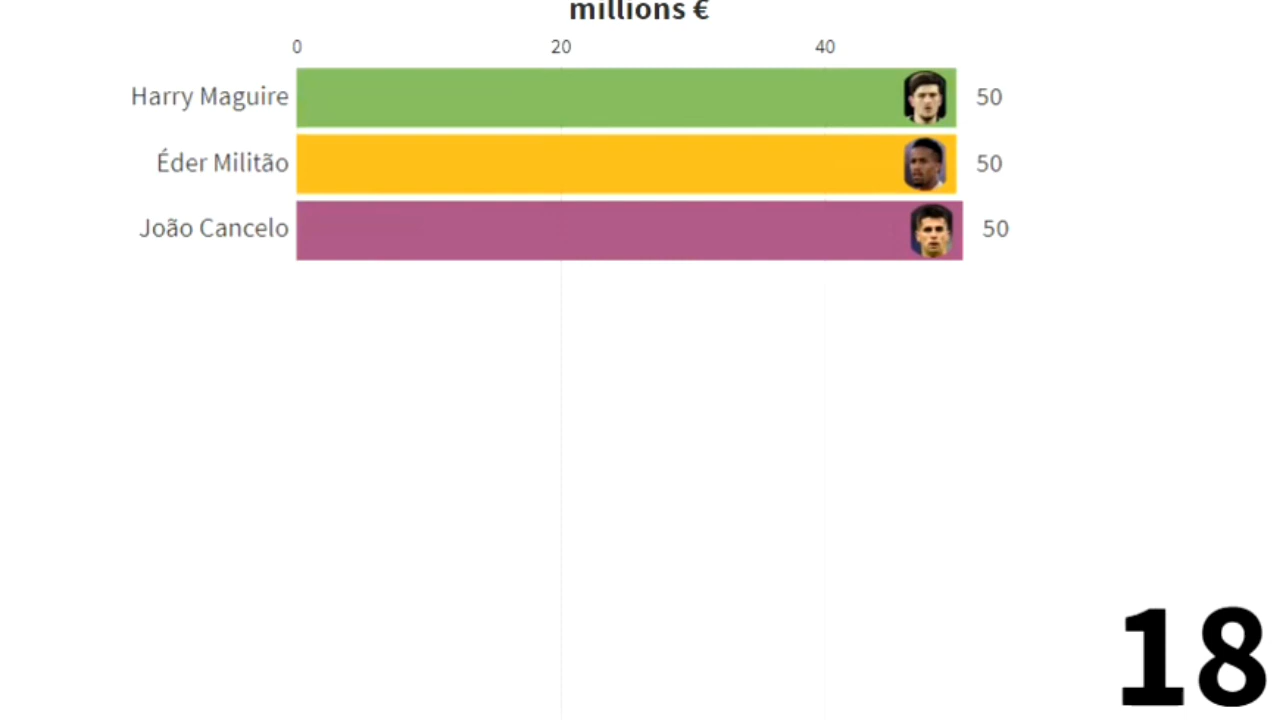 millions €
0 20 40
Harry Maguire 50
Éder Militão 50
João Cancelo 50
18